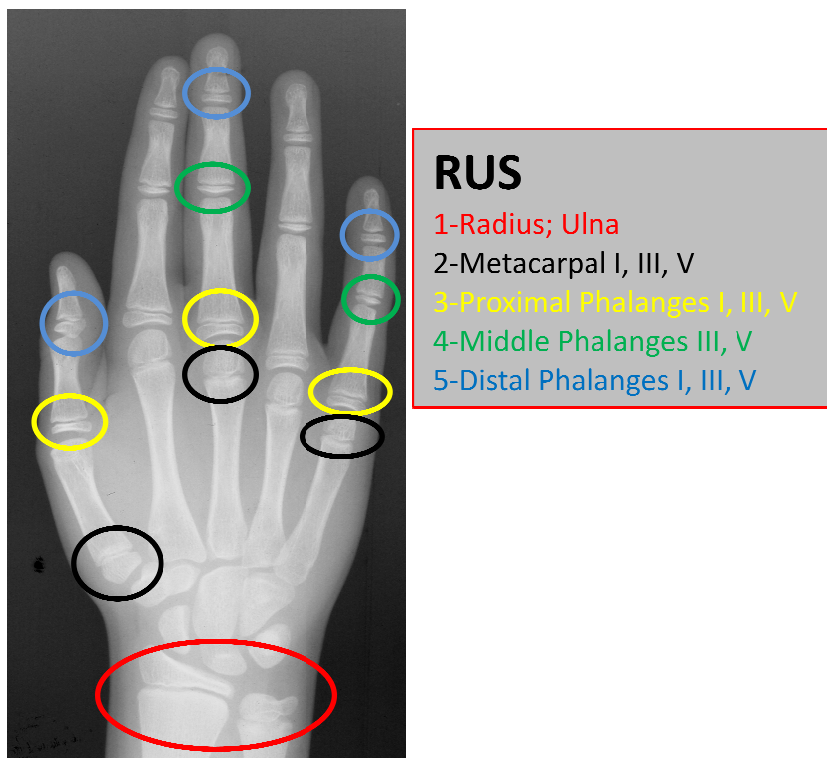 RUS
1-Radius; Ulna
2-Metacarpal I, III, V
3-Proximal Phalanges I, III, V
4-Middle Phalanges III, V
5-Distal Phalanges I, III, V